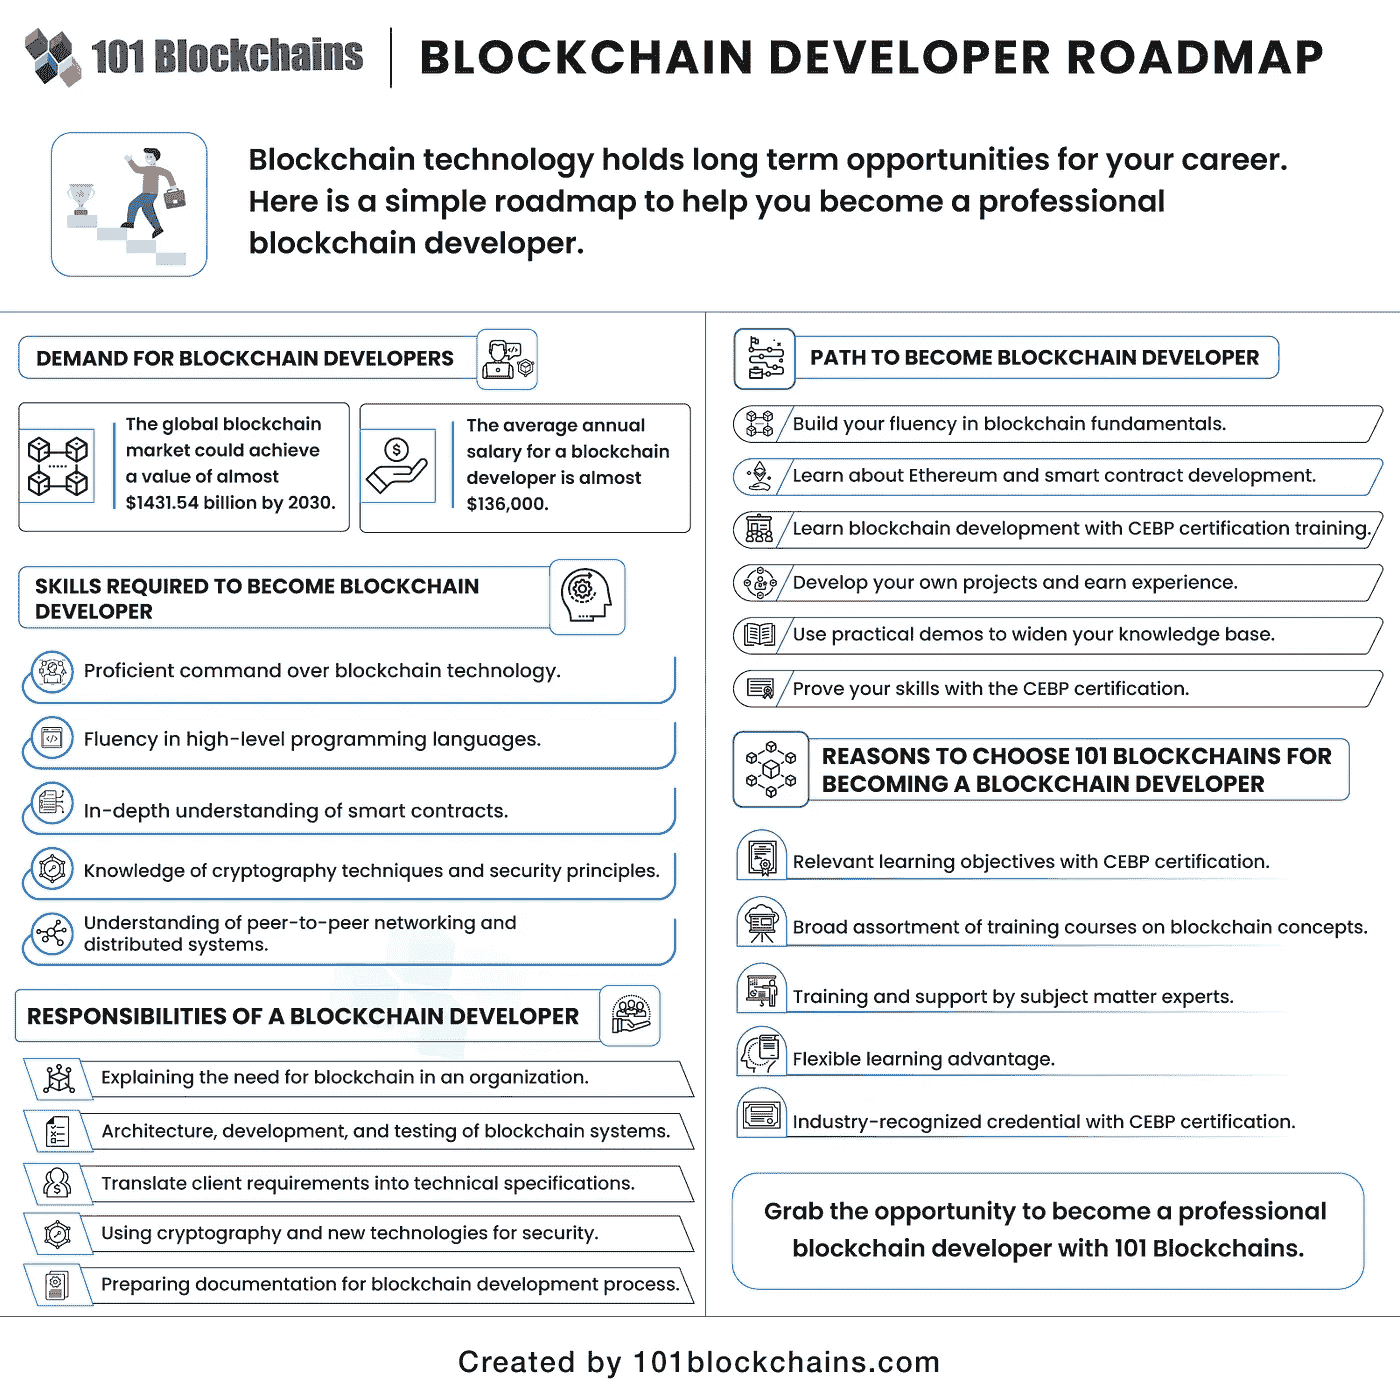 101 Blockchains
BLOCKCHAIN DEVELOPER ROADMAP
Blockchain technology holds long term opportunities for your career.
Here is a simple roadmap to help you become a professional
blockchain developer.
DEMAND FOR BLOCKCHAIN DEVELOPERS
The global blockchain
market could achieve
a value of almost
$1431.54 billion by 2030.
The average annual
salary for a blockchain
developer is almost
$136,000.
SKILLS REQUIRED TO BECOME BLOCKCHAIN
DEVELOPER
Proficient command over blockchain technology.
Fluency in high-level programming languages.
In-depth understanding of smart contracts.
Knowledge of cryptography techniques and security principles.
Understanding of peer-to-peer networking and
distributed systems.
RESPONSIBILITIES OF A BLOCKCHAIN DEVELOPER
Explaining the need for blockchain in an organization.
Architecture, development, and testing of blockchain systems.
Translate client requirements into technical specifications.
Using cryptography and new technologies for security.
Preparing documentation for blockchain development process.
PATH TO BECOME BLOCKCHAIN DEVELOPER
Build your fluency in blockchain fundamentals.
Learn about Ethereum and smart contract development.
Learn blockchain development with CEBP certification training.
Develop your own projects and earn experience.
Use practical demos to widen your knowledge base.
Prove your skills with the CEBP certification.
REASONS TO CHOOSE 101 BLOCKCHAINS FOR
BECOMING A BLOCKCHAIN DEVELOPER
Relevant learning objectives with CEBP certification.
Broad assortment of training courses on blockchain concepts.
Training and support by subject matter experts.
Flexible learning advantage.
Industry-recognized credential with CEBP certification.
Grab the opportunity to become a professional
blockchain developer with 101 Blockchains.
Created by 101blockchains.com